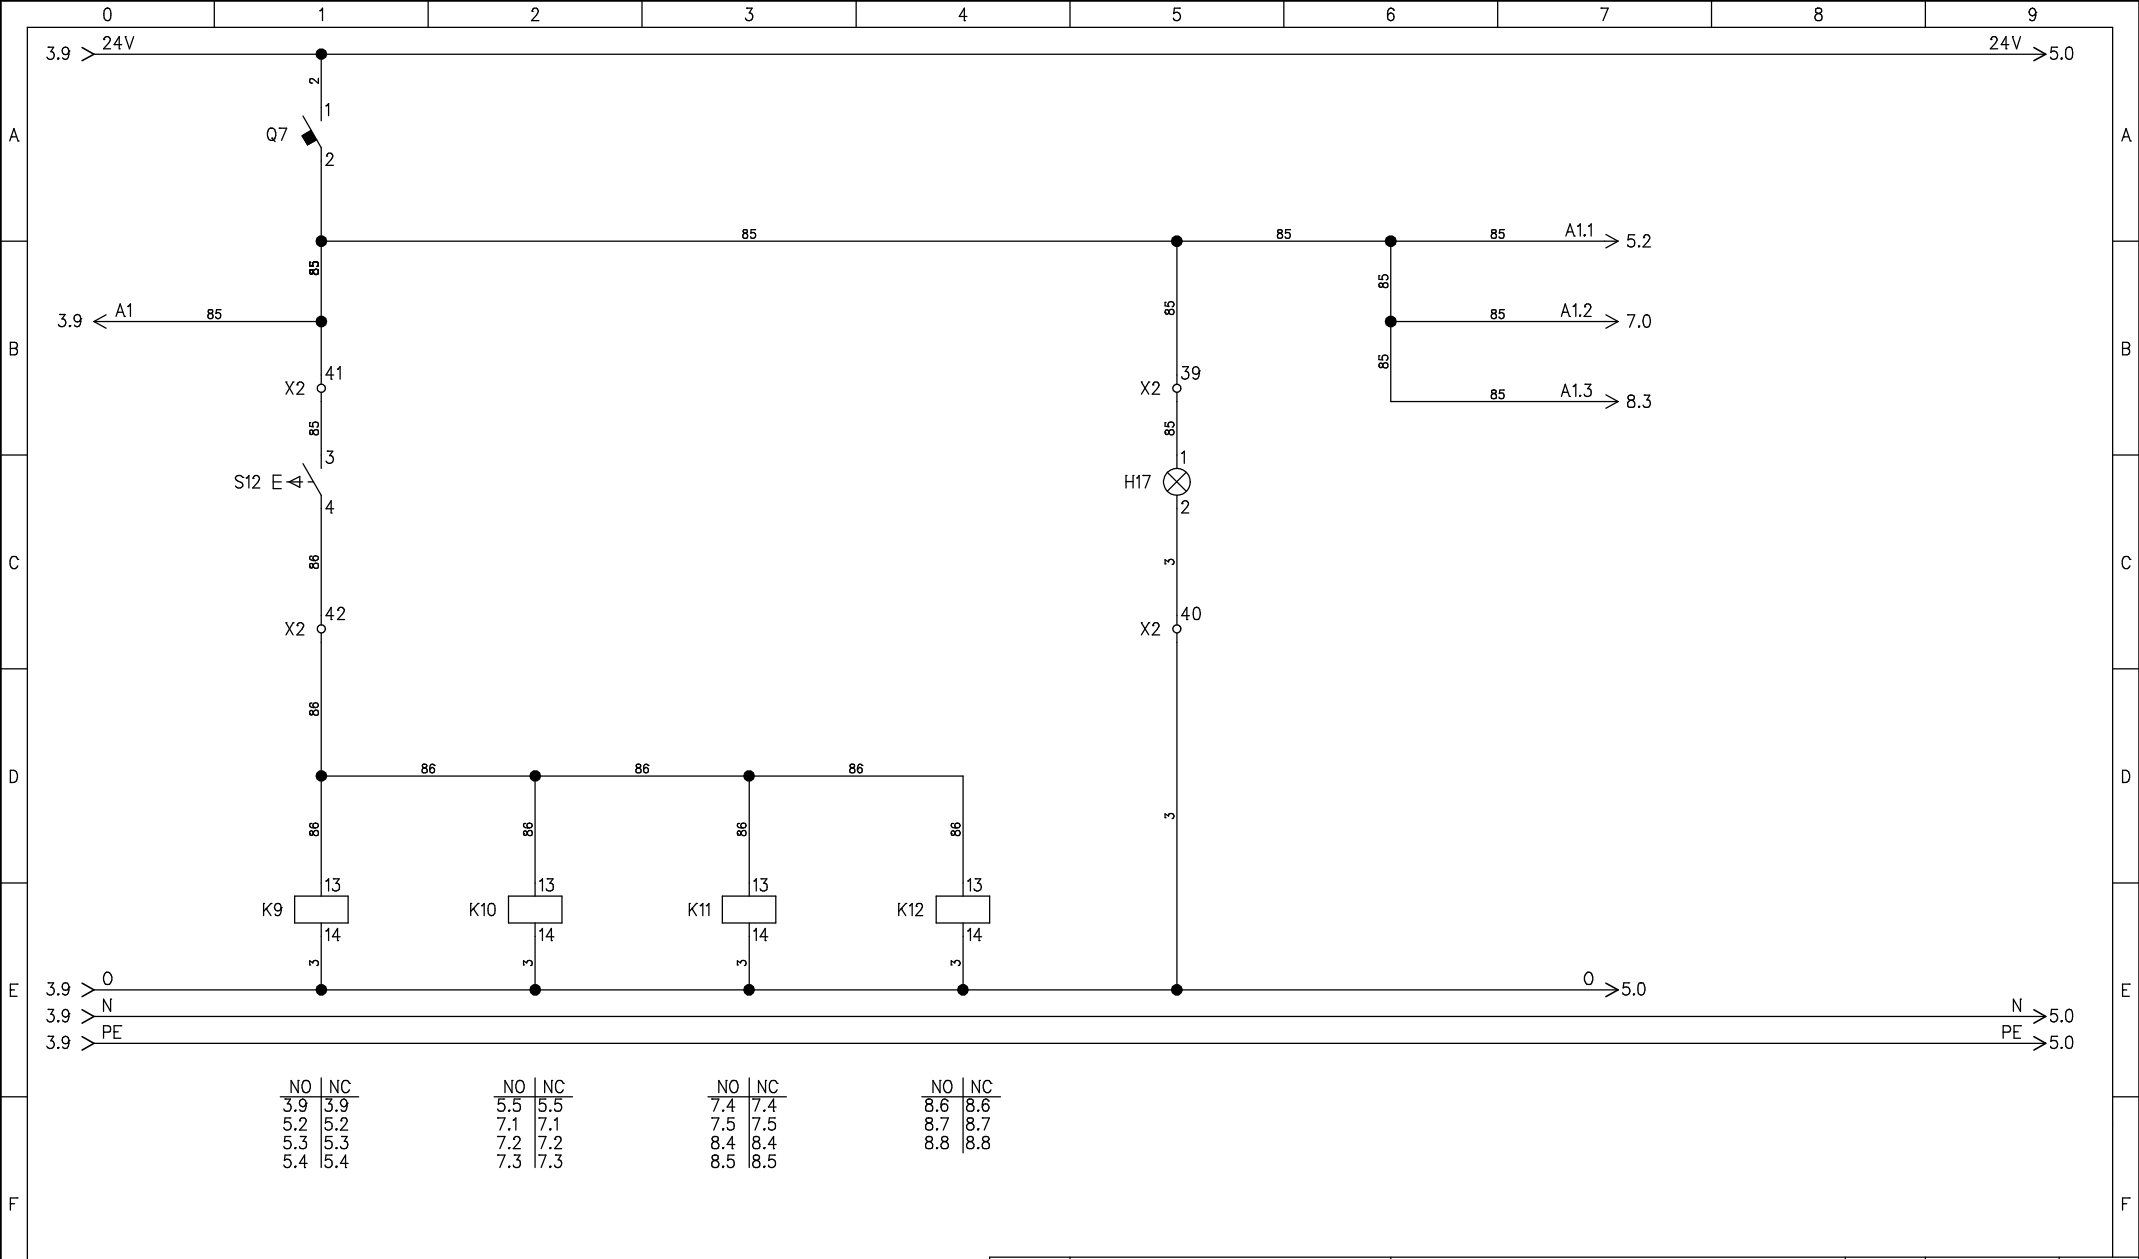 0 1 2 3 4 5 6 7 8 9
3.9 24V 24V 5.0
2
1
A Q7 A
2
85 85 85 A1.1 5.2
85 85
3.9 A1 85 85 85 A1.2 7.0
B B
85
41 39
X2 X2 85 A1.3 8.3
85 85
3 1
S12 E H17
4 2
C 86 3 C
42 40
X2 X2
86
D 86 86 86 D
86 86 86 86 3
13 13 13 13
K9 K10 K11 K12
14 14 14 14
3 3 3 3
E 3.9 O O 5.0 E
3.9 N N 5.0
3.9 PE PE 5.0
NO NC NO NC NO NC NO NC
3.9 3.9 5.5 5.5 7.4 7.4 8.6 8.6
5.2 5.2 7.1 7.1 7.5 7.5 8.7 8.7
5.3 5.3 7.2 7.2 8.4 8.4 8.8 8.8
5.4 5.4 7.3 7.3 8.5 8.5
F F